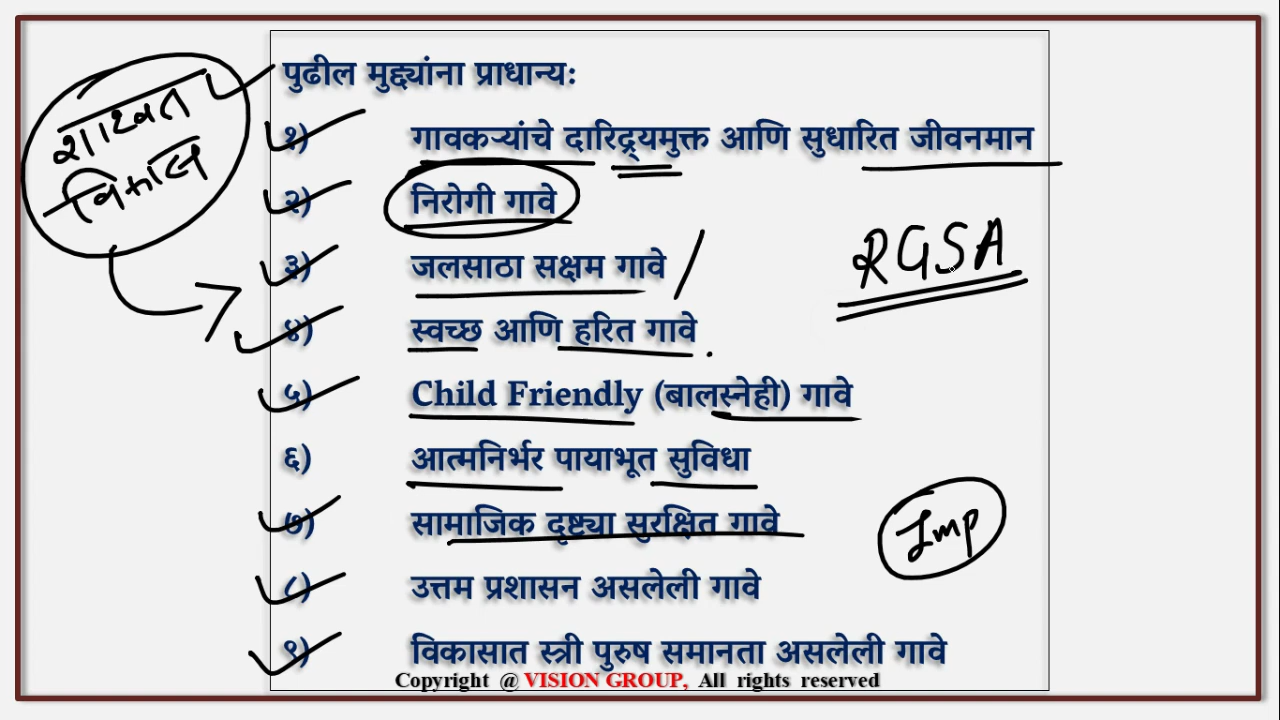 पुढील मुद्द्यांना प्राधान्यः
शाश्वत
विकास
१) गावकऱ्यांचे दारिद्र्यमुक्त आणि सुधारित जीवनमान
२) निरोगी गावे
३) जलसाठा सक्षम गावे
RGSA
४) स्वच्छ आणि हरित गावे
५) Child Friendly (बालस्नेही) गावे
६) आत्मनिर्भर पायाभूत सुविधा
७) सामाजिक दृष्ट्या सुरक्षित गावे
Imp
८) उत्तम प्रशासन असलेली गावे
९) विकासात स्त्री पुरुष समानता असलेली गावे
Copyright @ VISION GROUP, All rights reserved